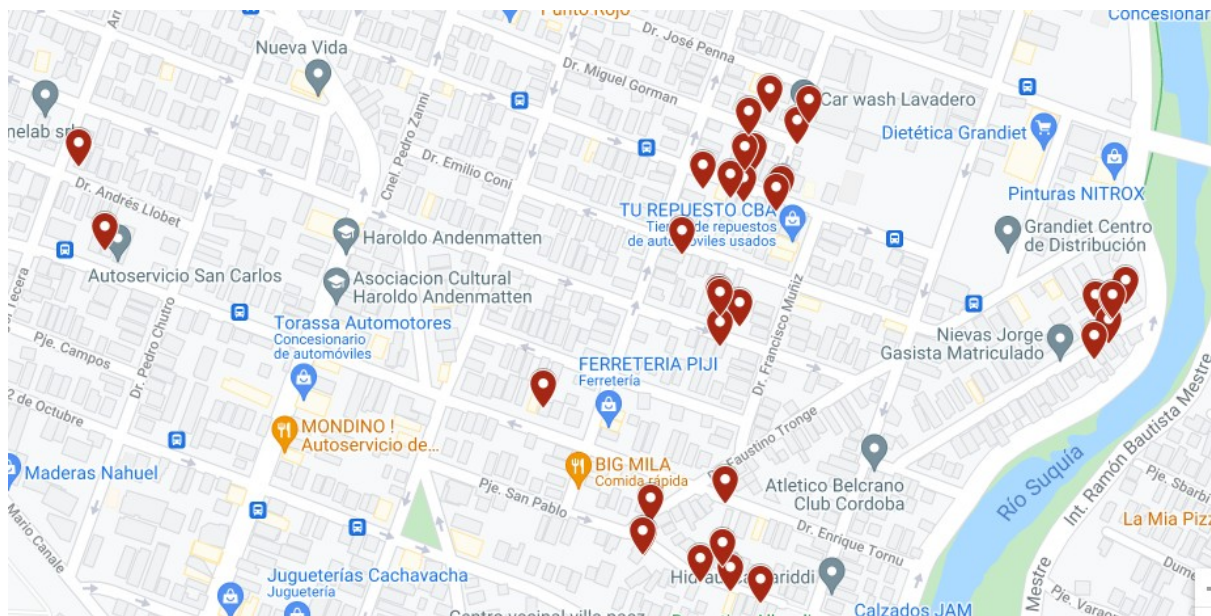 Punto Rojo
Concesionar
Nueva Vida
Dr. José Penna
Dr. Miguel Gorman
Car wash Lavadero
Dietética Grandiet
Cnel. Pedro Zanni
Dr. Emilio Coni
Pinturas NITROX
Dr. Andrés Llobet
TU REPUESTO CBA
Tienda de repuestos
de automóviles usados
Haroldo Andenmatten
Grandiet Centro
de Distribución
Autoservicio San Carlos
Asociacion Cultural
Haroldo Andenmatten
Tecera
Dr. Pedro Chutro
Dr. Francisco Muñiz
Torassa Automotores
Concesionario
de automóviles
Pje. Campos
Nievas Jorge
Gasista Matriculado
FERRETERIA PIJI
Ferretería
2 de Octubre
MONDINO !
Autoservicio de...
Faustino Tronge
Int. Ramón Bautista Mestre
Maderas Nahuel
BIG MILA
Comida rápida
Pje. San Pablo
Atletico Belcrano
Club Cordoba
Río Suquía
Pje. Sbarbi
La Mia Pizz
Mario Canale
Dr. Enrique Tornu
Jugueterías Cachavacha
Juguetería
Mestre
Calzados JAM